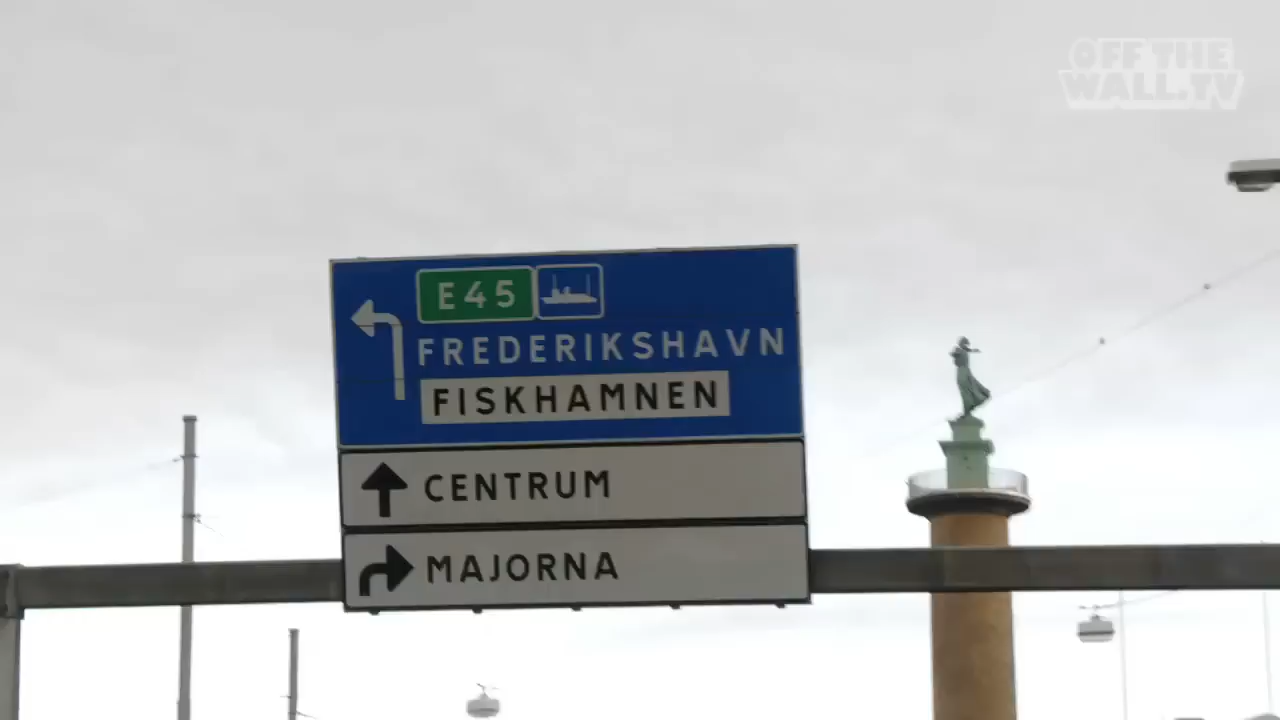 OFF THE
WALL.TV
E45
FREDERIKSHAVN
FISKHAMNEN
CENTRUM
MAJORNA